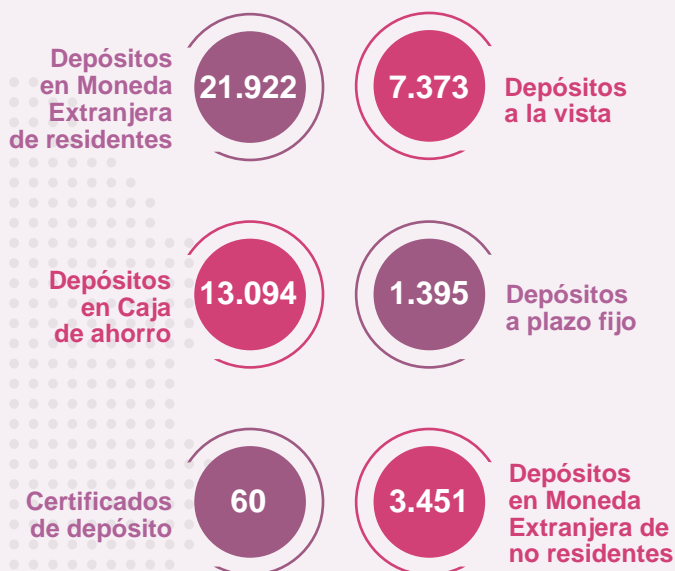 Depósitos
en Moneda
Extranjera
de residentes
21.922
7.373
Depósitos
a la vista
Depósitos
en Caja
de ahorro
13.094
1.395
Depósitos
a plazo fijo
Certificados
de depósito
60
3.451
Depósitos
en Moneda
Extranjera de
no residentes